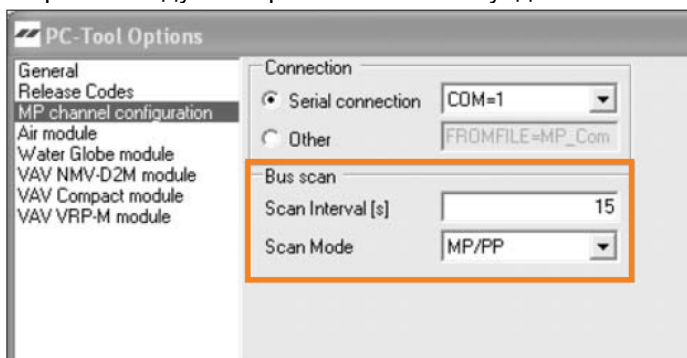 PC-Tool Options
General
Release Codes
MP channel configuration
Air module
Water Globe module
VAV NMV-D2M module
VAV Compact module
VAV VRP-M module
Connection
Serial connection
COM=1
Other
FROMFILE=MP_Com
Bus scan
Scan Interval [s]
15
Scan Mode
MP/PP